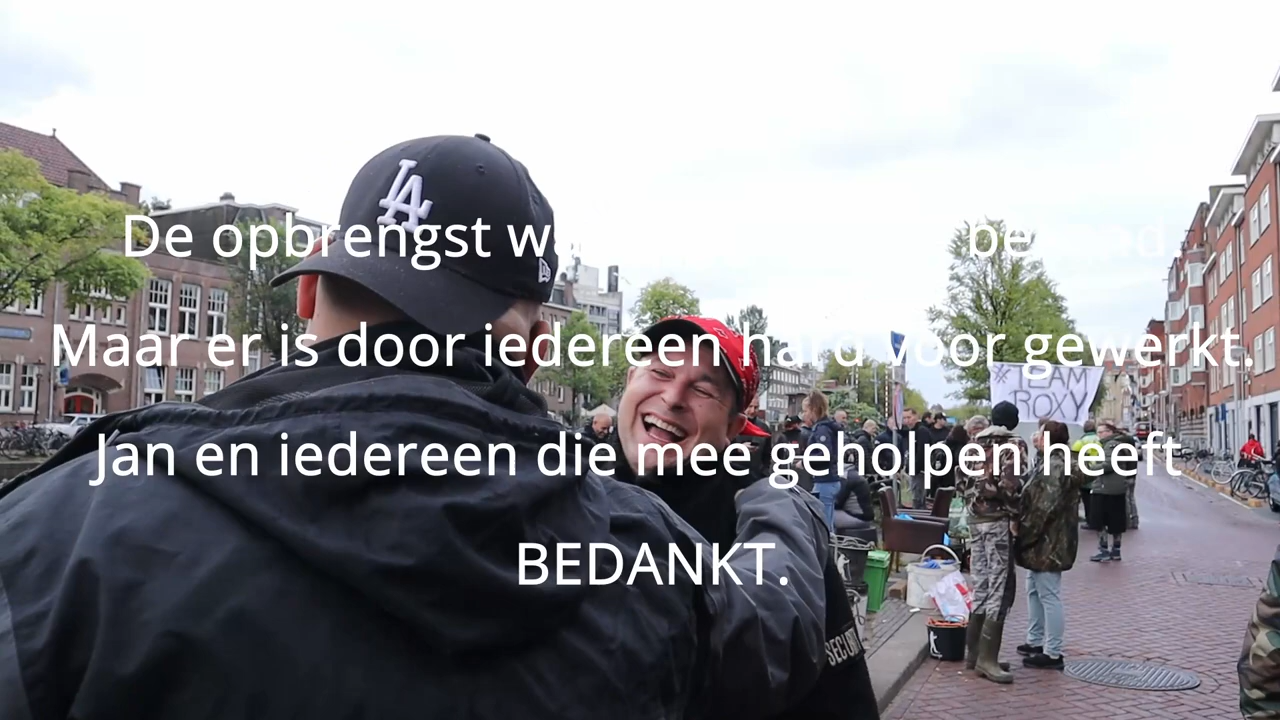 De opbrengst
Maar er is door iedereen hard voor gewerkt.
Jan en iedereen die mee geholpen heeft
BEDANKT.
LA
# TEAM
ROXY
SECURITY